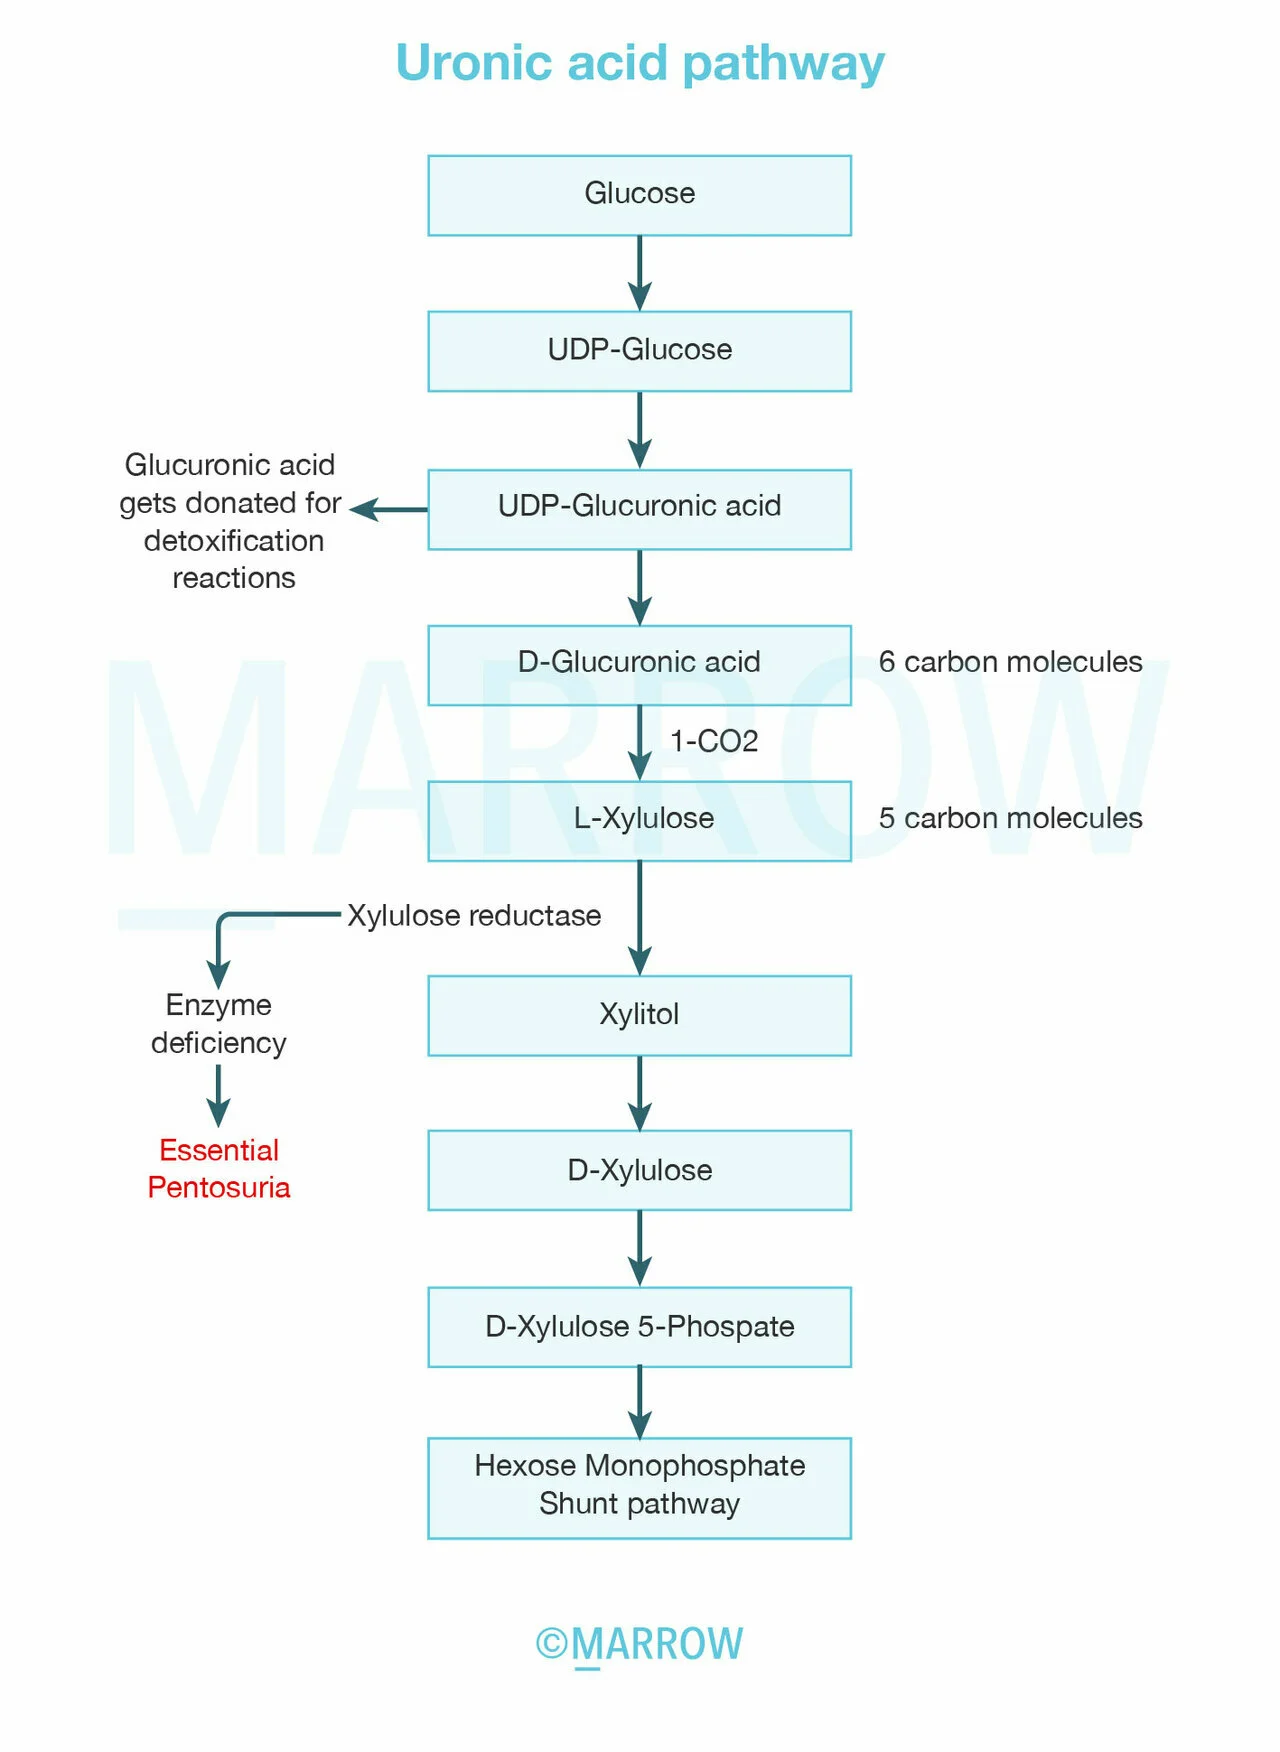 Uronic acid pathway
Glucose
UDP-Glucose
Glucuronic acid
gets donated for
detoxification
reactions
UDP-Glucuronic acid
D-Glucuronic acid
6 carbon molecules
1-CO2
L-Xylulose
5 carbon molecules
Xylulose reductase
Enzyme
deficiency
Essential
Pentosuria
Xylitol
D-Xylulose
D-Xylulose 5-Phospate
Hexose Monophosphate
Shunt pathway
MARROW
©MARROW